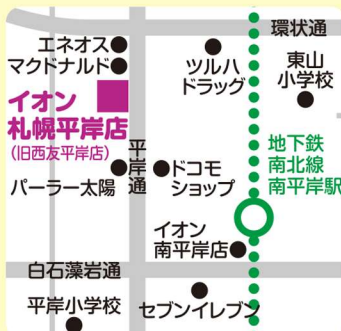 環状通
エネオス
マクドナルド
ツルハ
ドラッグ
東山
小学校
イオン
札幌平岸店
(旧西友平岸店)
平岸通
地下鉄
南北線
南平岸駅
パーラー太陽
ドコモ
ショップ
イオン
南平岸店
白石藻岩通
平岸小学校
セブンイレブン